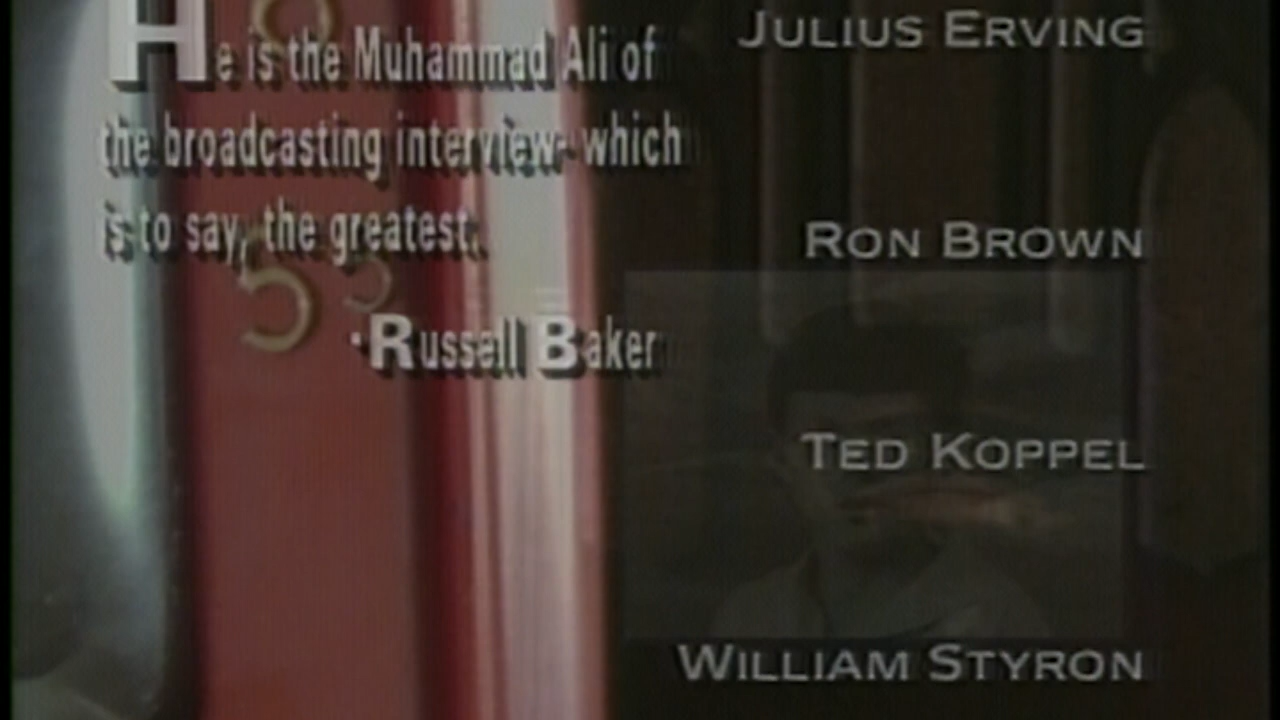 He is the Muhammad Ali of
the broadcasting interview- which
is to say, the greatest.
·Russell Baker
JULIUS ERVING
RON BROWN
TED KOPPEL
WILLIAM STYRON